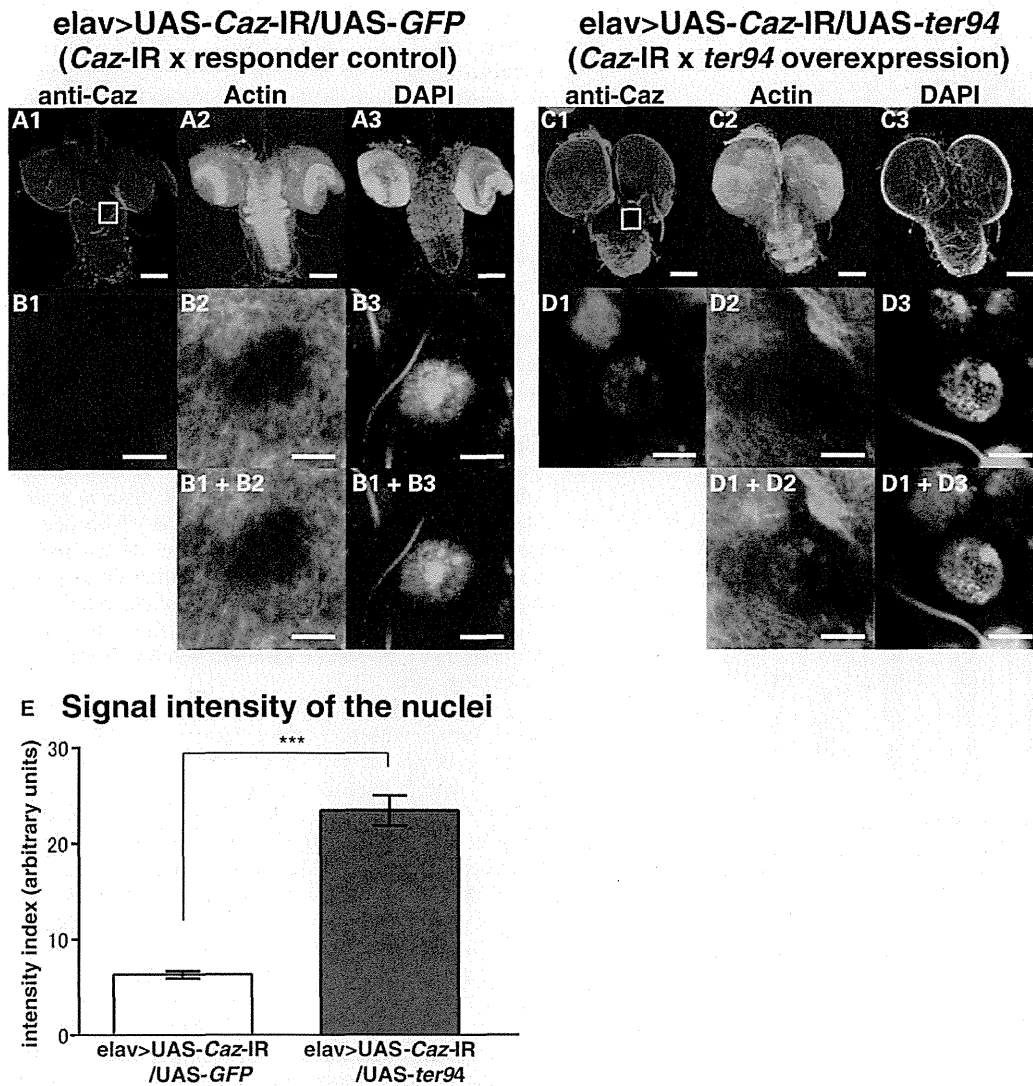 elav>UAS-Caz-IR/UAS-GFP
(Caz-IR x responder control)
anti-Caz Actin DAPI
A1 A2 A3
B1 B2 B3
B1 + B2 B1 + B3
elav>UAS-Caz-IR/UAS-ter94
(Caz-IR x ter94 overexpression)
anti-Caz Actin DAPI
C1 C2 C3
D1 D2 D3
D1 + D2 D1 + D3
E Signal intensity of the nuclei
intensity index (arbitrary units)
30
20
10
0
***
elav>UAS-Caz-IR
/UAS-GFP
elav>UAS-Caz-IR
/UAS-ter94